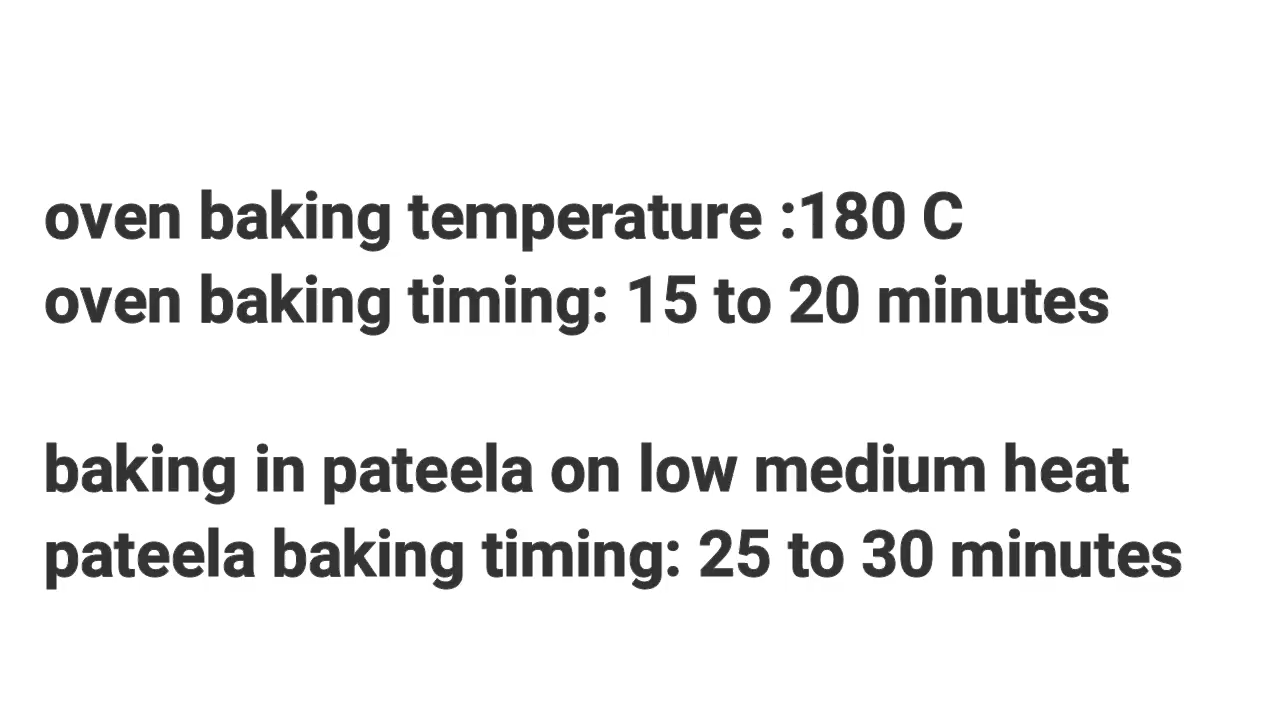 oven baking temperature :180 C
oven baking timing: 15 to 20 minutes
baking in pateela on low medium heat
pateela baking timing: 25 to 30 minutes